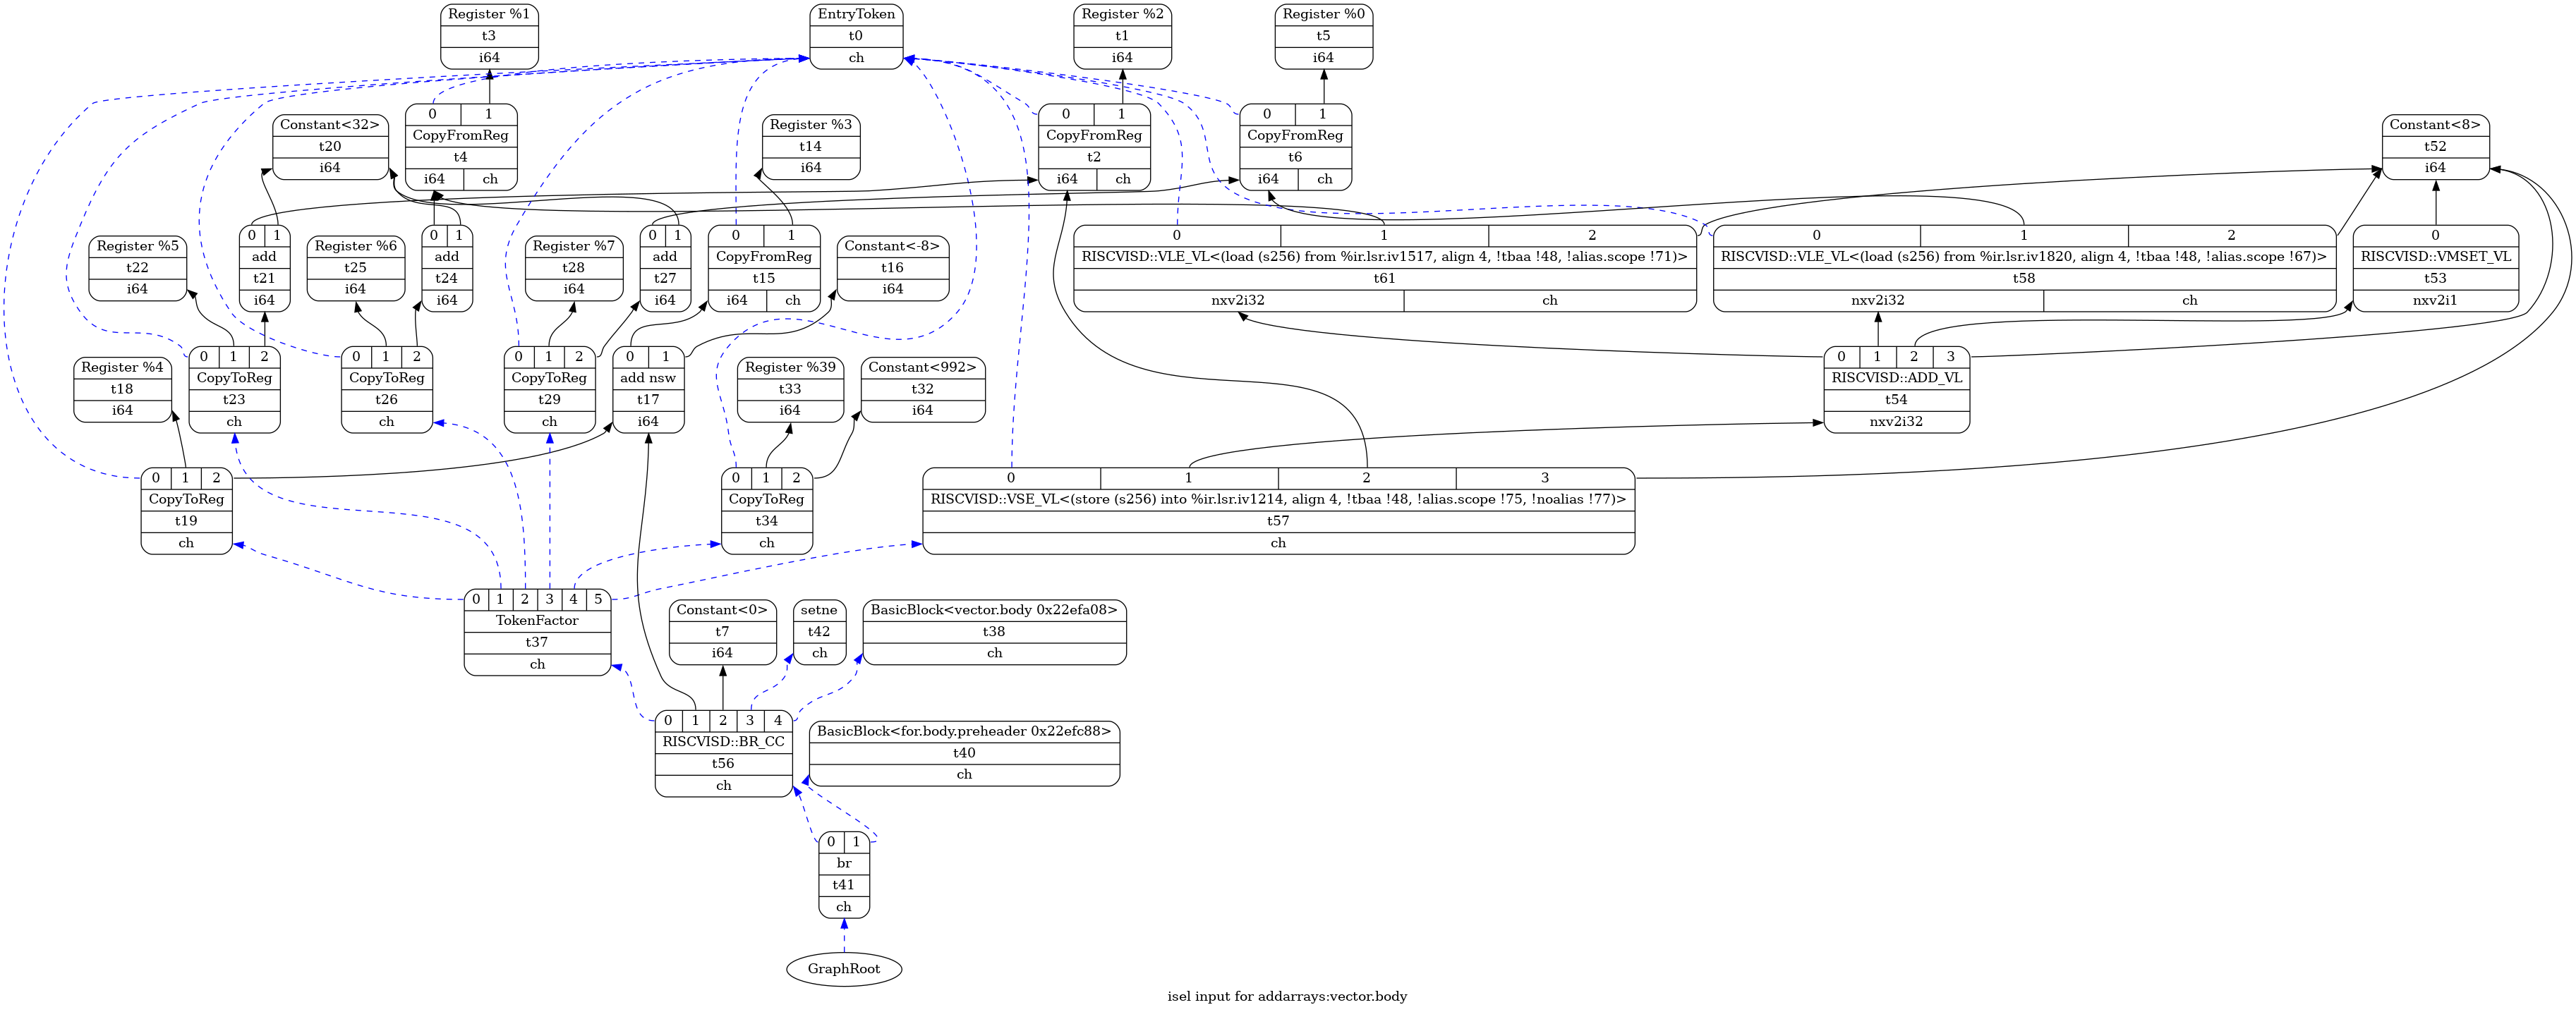 Register %1
t3
i64
EntryToken
t0
ch
Register %2
t1
i64
Register %0
t5
i64
Constant<32>
t20
i64
0 1
CopyFromReg
t4
i64 ch
Register %3
t14
i64
0 1
CopyFromReg
t2
i64 ch
0 1
CopyFromReg
t6
i64 ch
Constant<8>
t52
i64
Register %5
t22
i64
0 1
add
t21
i64
Register %6
t25
i64
0 1
add
t24
i64
Register %7
t28
i64
0 1
add
t27
i64
0 1
CopyFromReg
t15
i64 ch
Constant<-8>
t16
i64
0 1 2
RISCVISD::VLE_VL<(load (s256) from %ir.lsr.iv1517, align 4, !tbaa !48, !alias.scope !71)>
t61
nxv2i32 ch
0 1 2
RISCVISD::VLE_VL<(load (s256) from %ir.lsr.iv1820, align 4, !tbaa !48, !alias.scope !67)>
t58
nxv2i32 ch
0
RISCVISD::VMSET_VL
t53
nxv2i1
Register %4
t18
i64
0 1 2
CopyToReg
t23
ch
0 1 2
CopyToReg
t26
ch
0 1 2
CopyToReg
t29
ch
0 1
add nsw
t17
i64
Register %39
t33
i64
Constant<992>
t32
i64
0 1 2 3
RISCVISD::ADD_VL
t54
nxv2i32
0 1 2
CopyToReg
t19
ch
0 1 2
CopyToReg
t34
ch
0 1 2 3
RISCVISD::VSE_VL<(store (s256) into %ir.lsr.iv1214, align 4, !tbaa !48, !alias.scope !75, !noalias !77)>
t57
ch
0 1 2 3 4 5
TokenFactor
t37
ch
Constant<0>
t7
i64
setne
t42
ch
BasicBlock<vector.body 0x22efa08>
t38
ch
0 1 2 3 4
RISCVISD::BR_CC
t56
ch
BasicBlock<for.body.preheader 0x22efc88>
t40
ch
0 1
br
t41
ch
GraphRoot
isel input for addarrays:vector.body